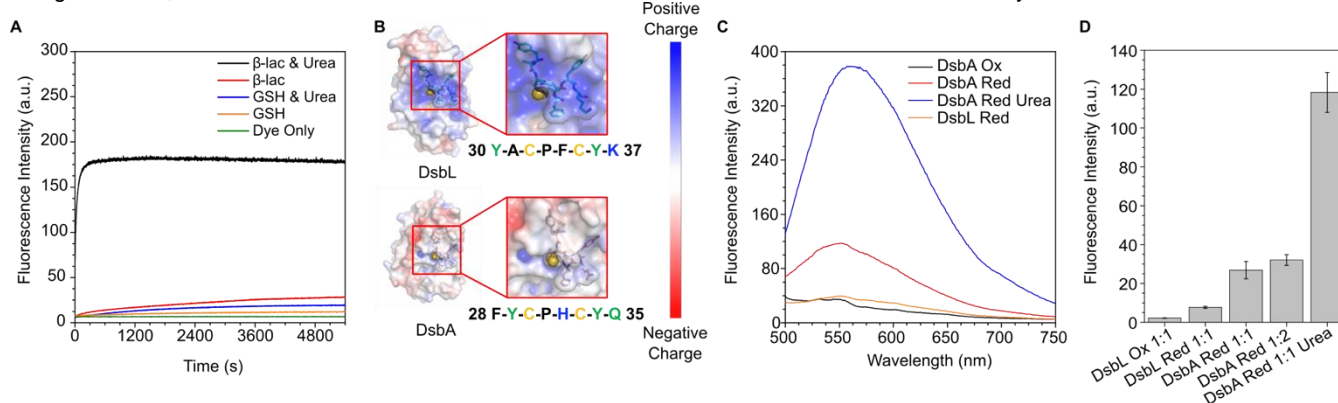 A
300
250
200
150
100
50
0
0
1200
2400
3600
4800
Fluorescence Intensity (a.u.)
Time (s)
β-lac & Urea
β-lac
GSH & Urea
GSH
Dye Only
B
DsbL
30 Y-A-C-P-F-C-Y-K 37
DsbA
28 F-Y-C-P-H-C-Y-Q 35
Positive
Charge
Negative
Charge
C
400
320
240
160
80
0
500
550
600
650
700
750
Fluorescence Intensity (a.u.)
Wavelength (nm)
DsbA Ox
DsbA Red
DsbA Red Urea
DsbL Red
D
140
120
100
80
60
40
20
0
Fluorescence Intensity (a.u.)
DsbL Ox 1:1
DsbL Red 1:1
DsbA Red 1:1
DsbA Red 1:2
DsbA Red 1:1 Urea